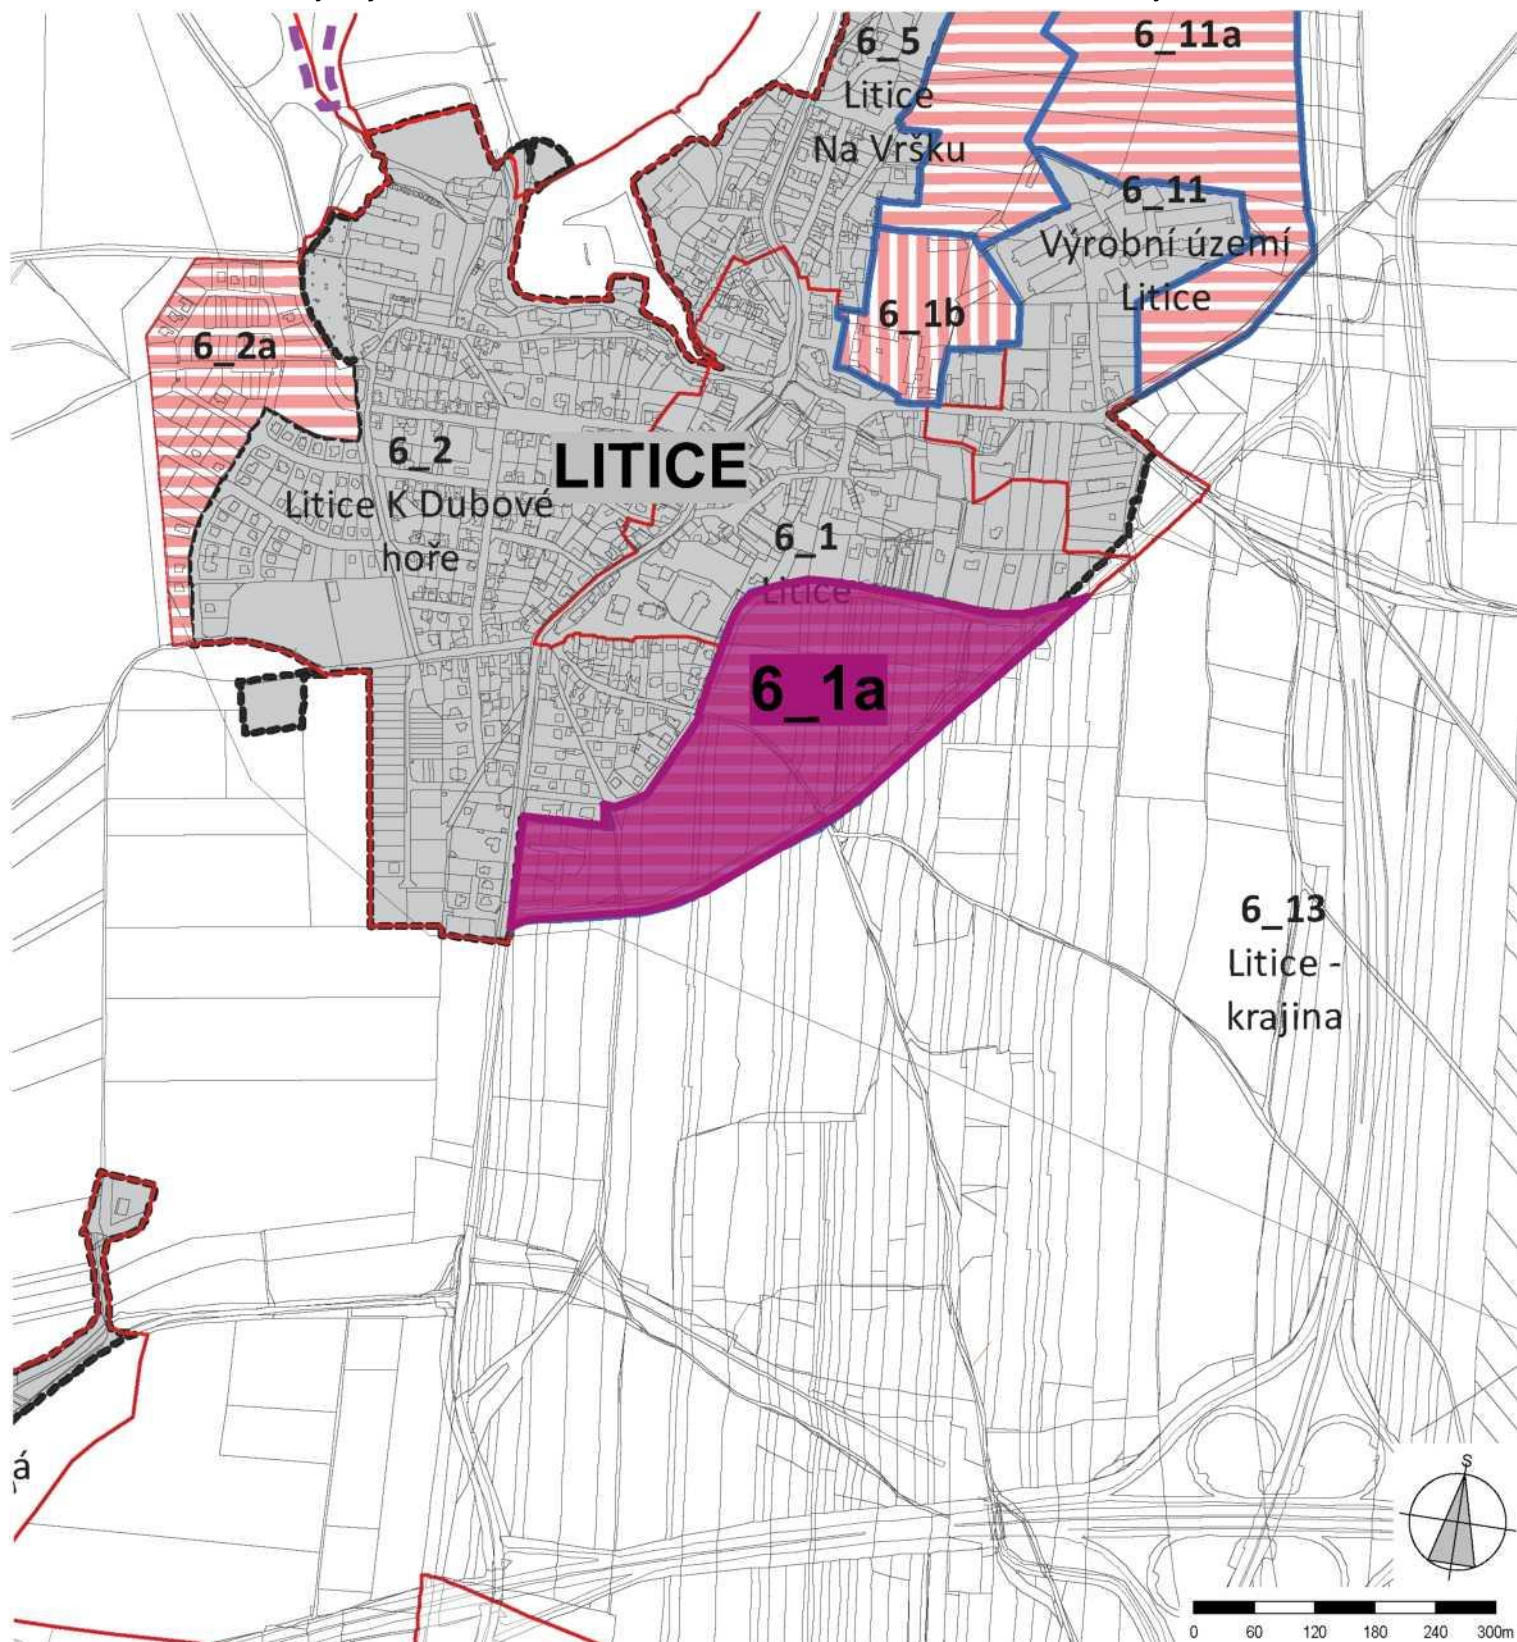 6_5
Litice
Na Vršku
6_11a
6_11
Výrobní území
Litice
6_1b
6_2a
6_2
Litice K Dubové
hoře
LITICE
6_1
Litice
6_1a
6_13
Litice -
krajina
á
S
0 60 120 180 240 300m